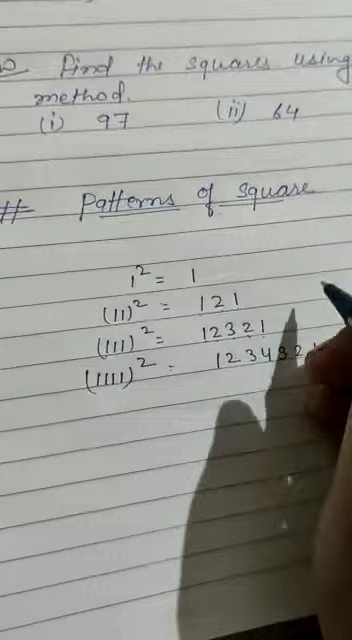 Find the squares using
method.
(i) 97 (ii) 64
# Patterns of square
1² = 1
(11)² = 121
(111)² = 12321
(1111)² = 123432